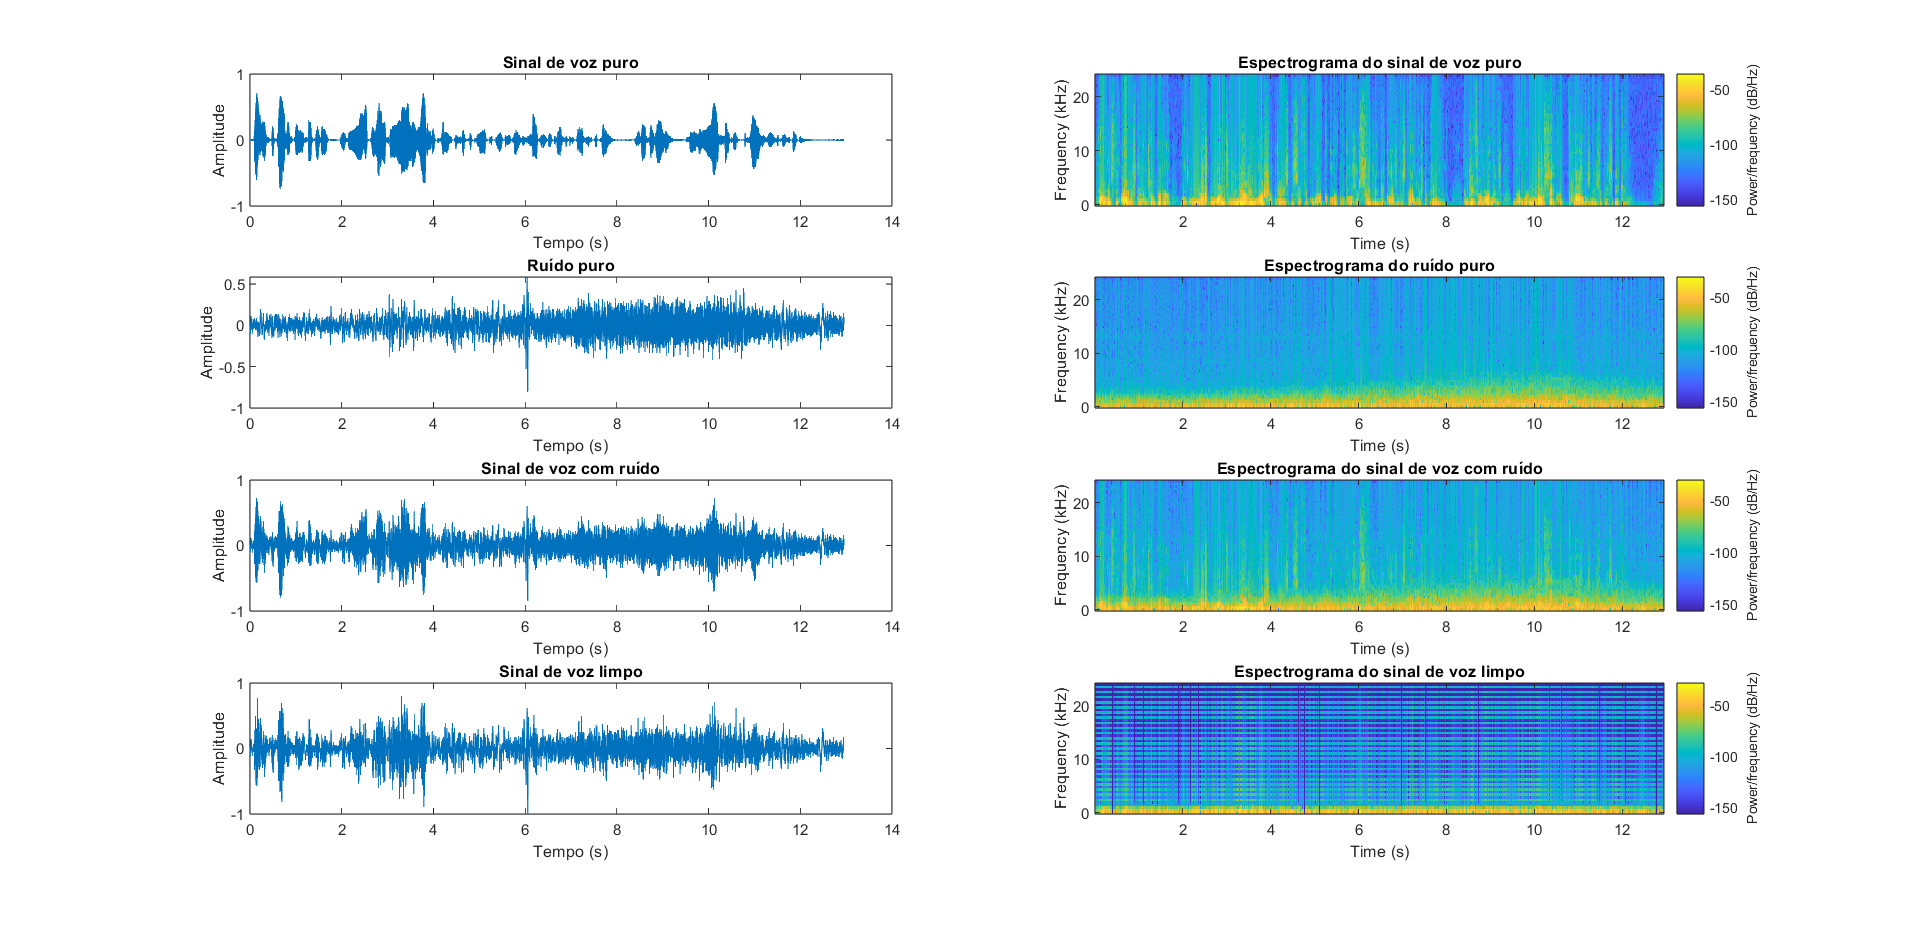 Sinal de voz puro
1
0
-1
Amplitude
0 2 4 6 8 10 12 14
Tempo (s)
Espectrograma do sinal de voz puro
20
10
0
Frequency (kHz)
2 4 6 8 10 12
Time (s)
-50
-100
-150
Power/frequency (dB/Hz)
Ruído puro
0.5
0
-0.5
-1
Amplitude
0 2 4 6 8 10 12 14
Tempo (s)
Espectrograma do ruído puro
20
10
0
Frequency (kHz)
2 4 6 8 10 12
Time (s)
-50
-100
-150
Power/frequency (dB/Hz)
Sinal de voz com ruído
1
0
-1
Amplitude
0 2 4 6 8 10 12 14
Tempo (s)
Espectrograma do sinal de voz com ruído
20
10
0
Frequency (kHz)
2 4 6 8 10 12
Time (s)
-50
-100
-150
Power/frequency (dB/Hz)
Sinal de voz limpo
1
0
-1
Amplitude
0 2 4 6 8 10 12 14
Tempo (s)
Espectrograma do sinal de voz limpo
20
10
0
Frequency (kHz)
2 4 6 8 10 12
Time (s)
-50
-100
-150
Power/frequency (dB/Hz)